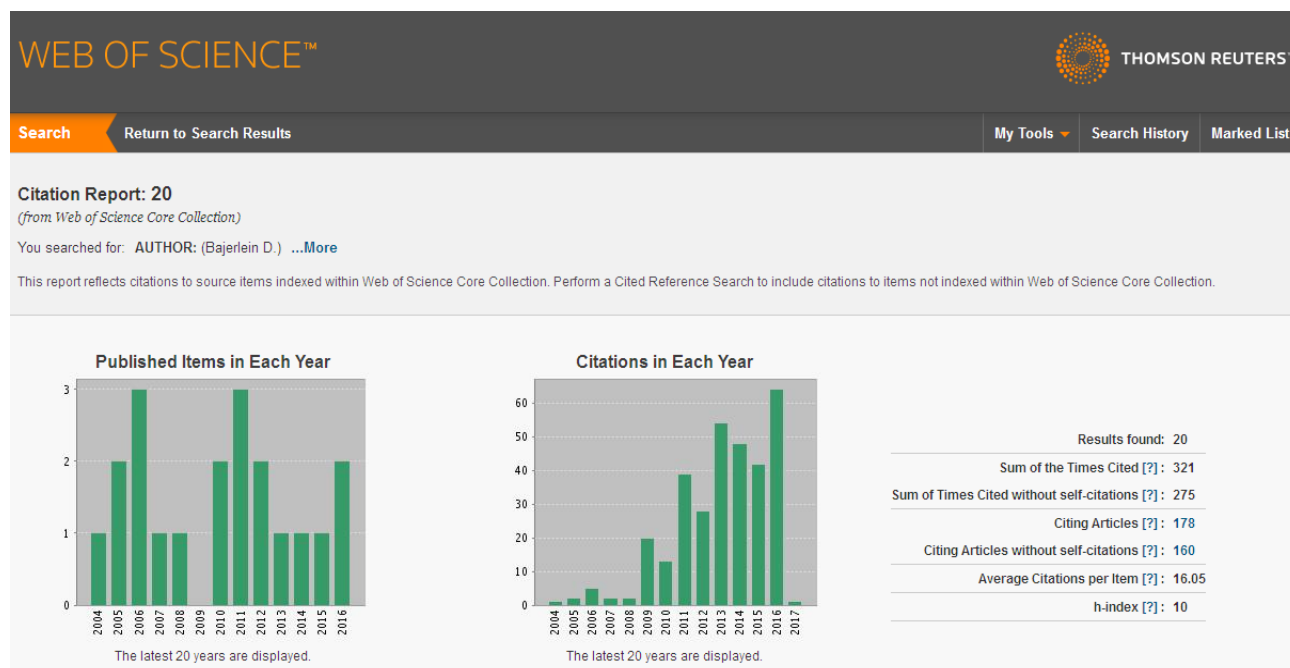 WEB OF SCIENCE™
THOMSON REUTERS™
Search
Return to Search Results
My Tools
Search History
Marked List
Citation Report: 20
(from Web of Science Core Collection)
You searched for: AUTHOR: (Bajerlein D.) ...More
This report reflects citations to source items indexed within Web of Science Core Collection. Perform a Cited Reference Search to include citations to items not indexed within Web of Science Core Collection.
Published Items in Each Year
3
2
1
0
2004
2005
2006
2007
2008
2009
2010
2011
2012
2013
2014
2015
2016
The latest 20 years are displayed.
Citations in Each Year
60
50
40
30
20
10
0
2004
2005
2006
2007
2008
2009
2010
2011
2012
2013
2014
2015
2016
2017
The latest 20 years are displayed.
Results found: 20
Sum of the Times Cited [?] : 321
Sum of Times Cited without self-citations [?] : 275
Citing Articles [?] : 178
Citing Articles without self-citations [?] : 160
Average Citations per Item [?] : 16.05
h-index [?] : 10